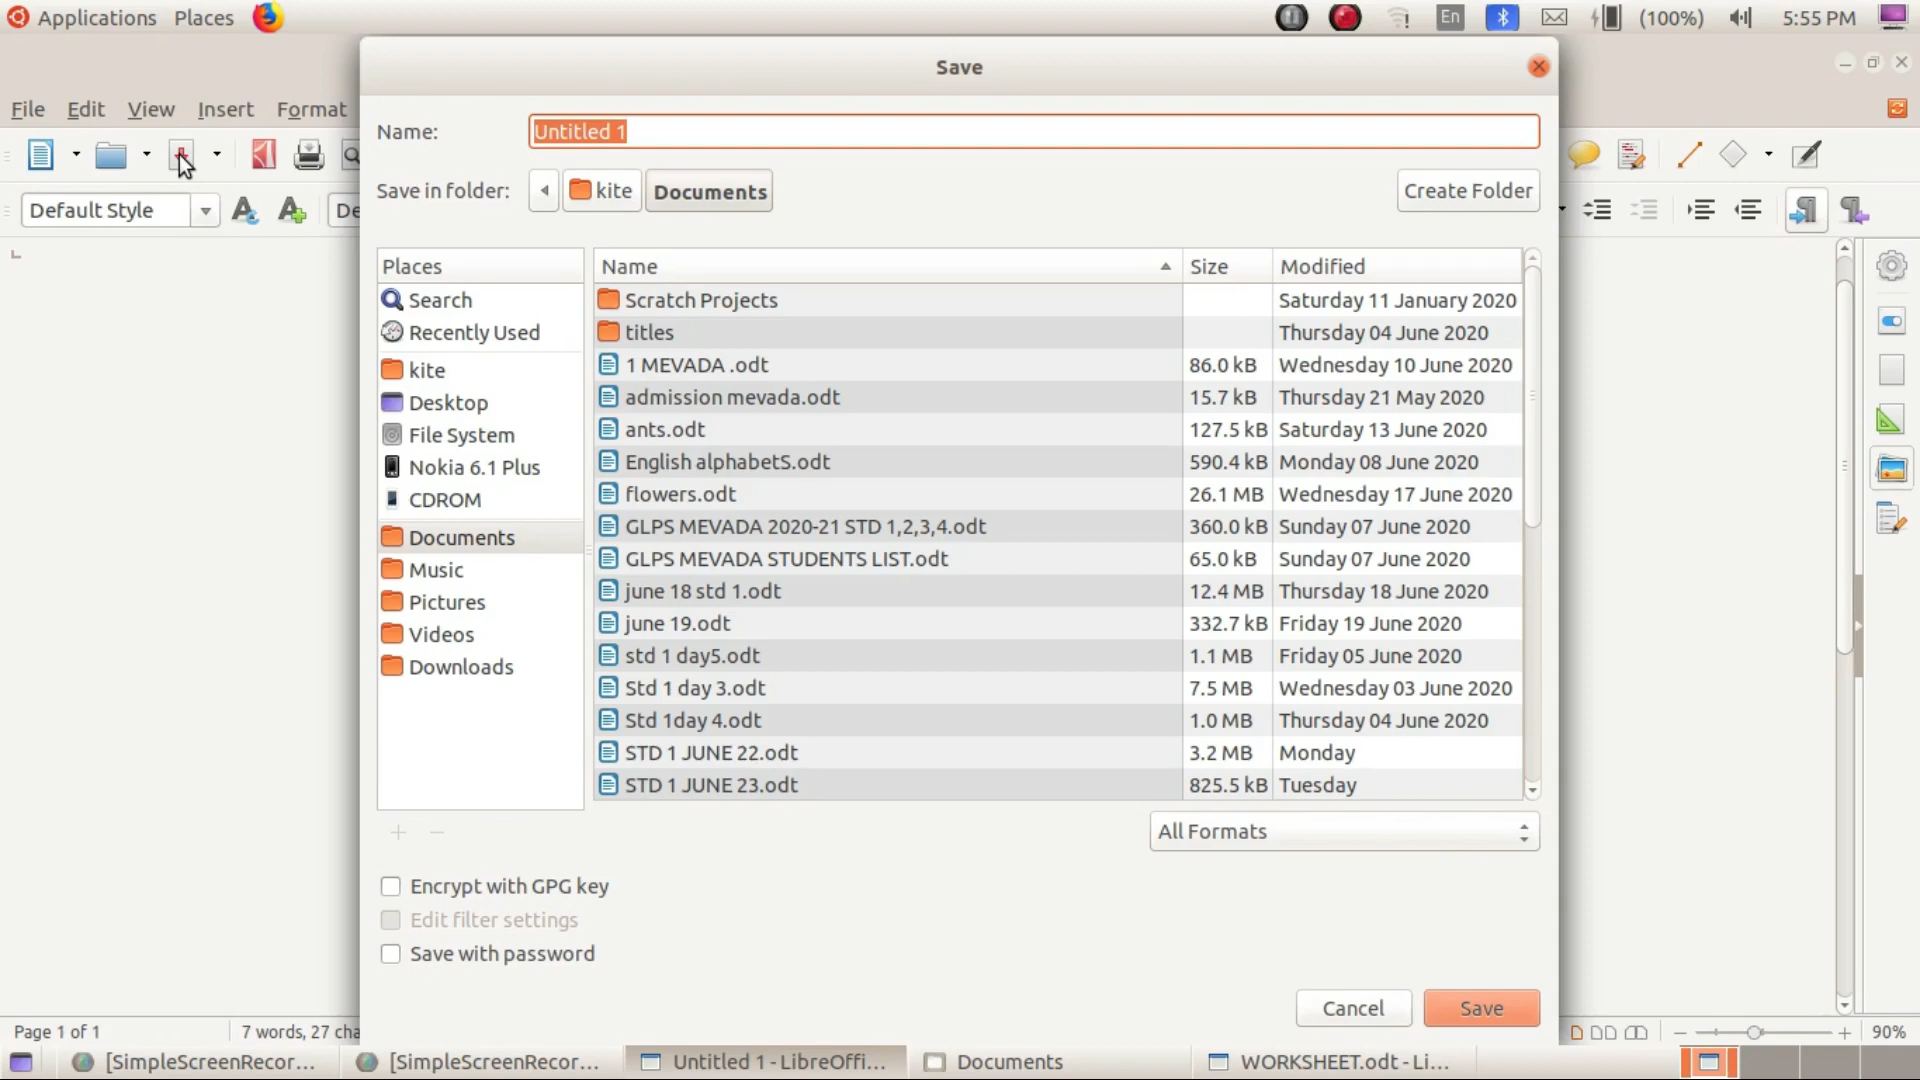 Applications Places En (100%) 5:55 PM
Save
File Edit View Insert Format
Name: Untitled 1
Save in folder: kite Documents Create Folder
Default Style
Places
Search
Recently Used
kite
Desktop
File System
Nokia 6.1 Plus
CDROM
Documents
Music
Pictures
Videos
Downloads
Name Size Modified
Scratch Projects Saturday 11 January 2020
titles Thursday 04 June 2020
1 MEVADA .odt 86.0 kB Wednesday 10 June 2020
admission mevada.odt 15.7 kB Thursday 21 May 2020
ants.odt 127.5 kB Saturday 13 June 2020
English alphabetS.odt 590.4 kB Monday 08 June 2020
flowers.odt 26.1 MB Wednesday 17 June 2020
GLPS MEVADA 2020-21 STD 1,2,3,4.odt 360.0 kB Sunday 07 June 2020
GLPS MEVADA STUDENTS LIST.odt 65.0 kB Sunday 07 June 2020
june 18 std 1.odt 12.4 MB Thursday 18 June 2020
june 19.odt 332.7 kB Friday 19 June 2020
std 1 day5.odt 1.1 MB Friday 05 June 2020
Std 1 day 3.odt 7.5 MB Wednesday 03 June 2020
Std 1day 4.odt 1.0 MB Thursday 04 June 2020
STD 1 JUNE 22.odt 3.2 MB Monday
STD 1 JUNE 23.odt 825.5 kB Tuesday
All Formats
Encrypt with GPG key
Edit filter settings
Save with password
Cancel Save
Page 1 of 1 7 words, 27 cha 90%
[SimpleScreenRecor... [SimpleScreenRecor... Untitled 1 - LibreOffi... Documents WORKSHEET.odt - Li...